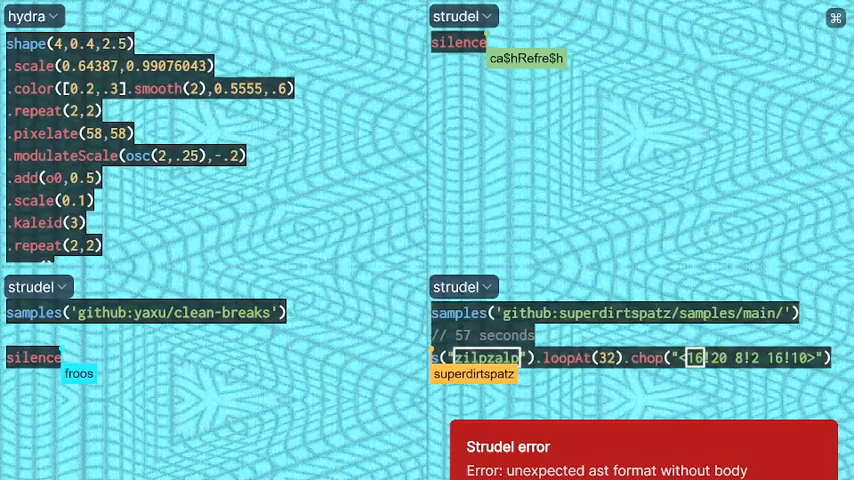 hydra
shape(4,0.4,2.5)
.scale(0.64387,0.99076043)
.color([0.2,.3].smooth(2),0.5555,.6)
.repeat(2,2)
.pixelate(58,58)
.modulateScale(osc(2,.25),-.2)
.add(o0,0.5)
.scale(0.1)
.kaleid(3)
.repeat(2,2)
strudel
silence
ca$hRefre$h
⌘
strudel
samples('github:yaxu/clean-breaks')
silence
froos
strudel
samples('github:superdirtspatz/samples/main/')
// 57 seconds
s("zilpzalp").loopAt(32).chop("<16!20 8!2 16!10>")
superdirtspatz
Strudel error
Error: unexpected ast format without body